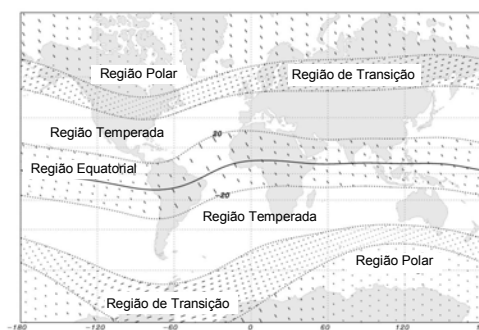 Região Polar
Região de Transição
Região Temperada
20
Região Equatorial
-20
Região Temperada
Região Polar
Região de Transição
-180
-120
-60
0
60
120
180